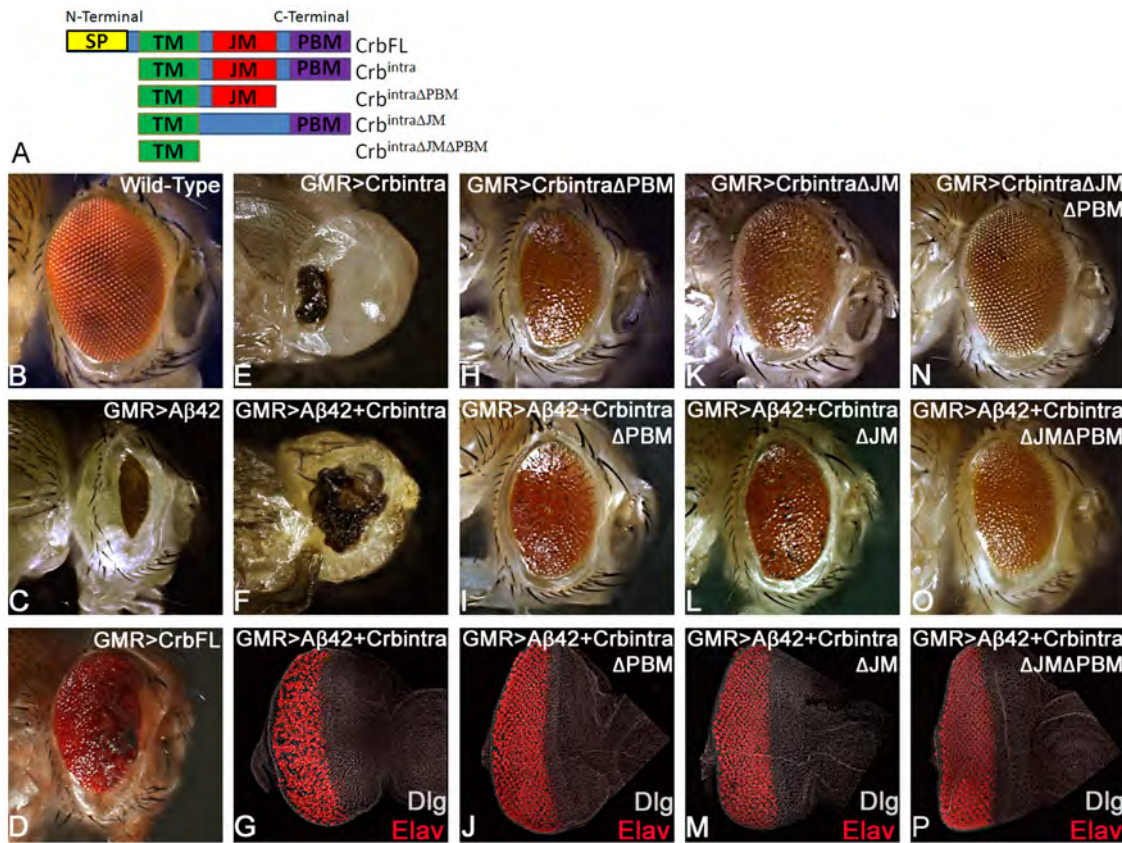 N-Terminal C-Terminal
SP TM JM PBM CrbFL
TM JM PBM Crbintra
TM JM CrbintraΔPBM
TM PBM CrbintraΔJM
TM CrbintraΔJMΔPBM
A
Wild-Type
B
GMR>Crbintra
E
GMR>CrbintraΔPBM
H
GMR>CrbintraΔJM
K
GMR>CrbintraΔJM
ΔPBM
N
GMR>Aβ42
C
GMR>Aβ42+Crbintra
F
GMR>Aβ42+Crbintra
ΔPBM
I
GMR>Aβ42+Crbintra
ΔJM
L
GMR>Aβ42+Crbintra
ΔJMΔPBM
O
GMR>CrbFL
D
GMR>Aβ42+Crbintra
Dlg
G Elav
GMR>Aβ42+Crbintra
ΔPBM
Dlg
J Elav
GMR>Aβ42+Crbintra
ΔJM
Dlg
M Elav
GMR>Aβ42+Crbintra
ΔJMΔPBM
Dlg
P Elav